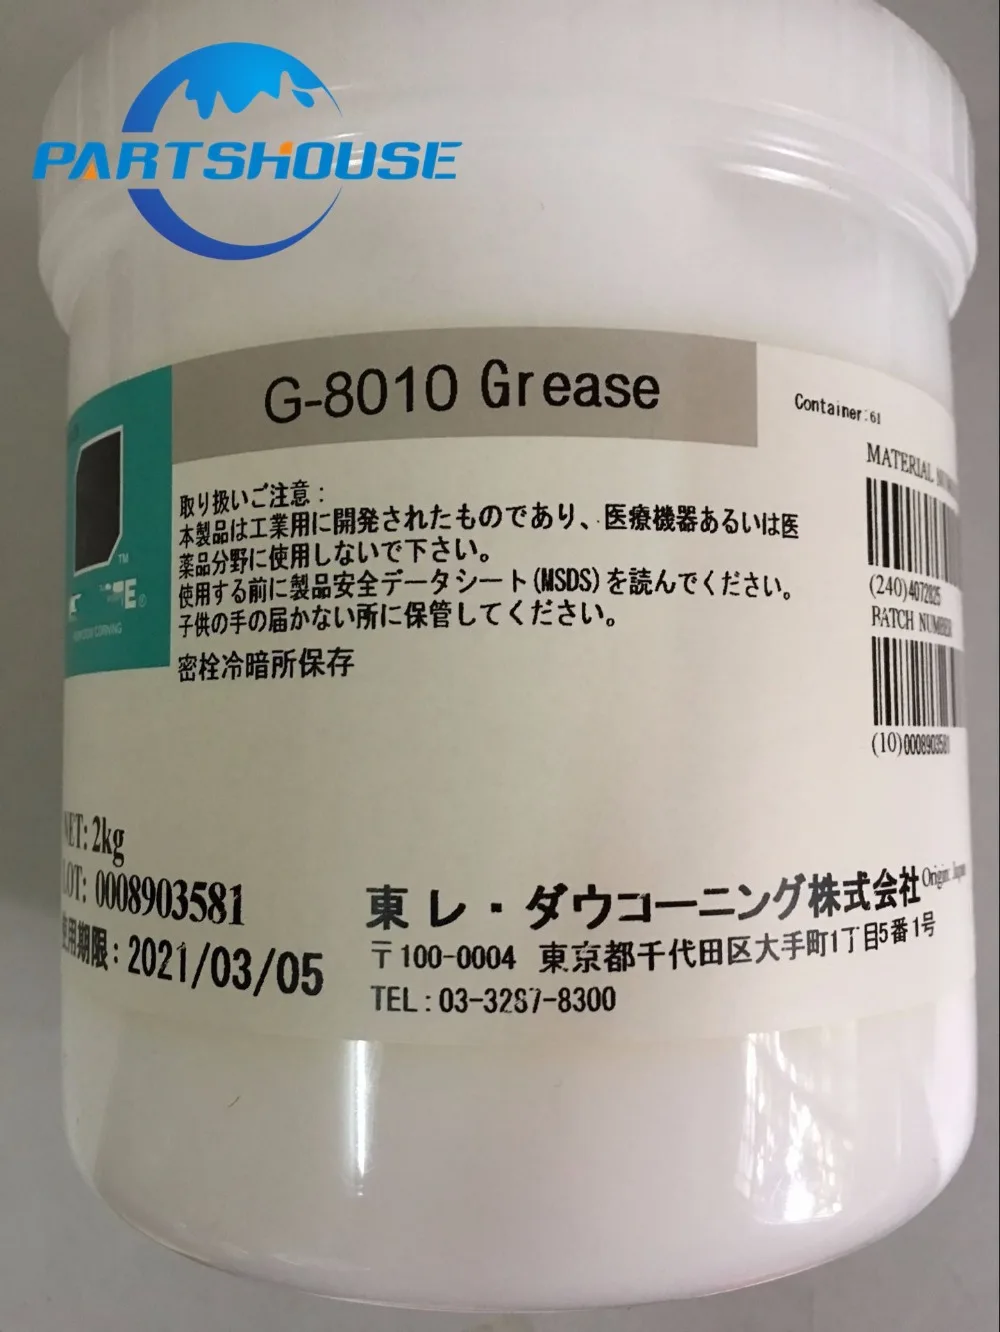 PARTSHOUSE
G-8010 Grease
Container:61
MATERIAL
取り扱いご注意：
本製品は工業用に開発されたものであり、医療機器あるいは医
薬品分野に使用しないで下さい。
使用する前に製品安全データシート(MSDS)を読んでください。
子供の手の届かない所に保管してください。
密栓冷暗所保存
(240)4072825
BATCH NUMBER
(10)0008903581
TM
DOW CORNING
NET: 2kg
LOT: 0008903581
使用期限: 2021/03/05
東レ・ダウコーニング株式会社
Origin: Japan
〒100-0004 東京都千代田区大手町1丁目5番1号
TEL:03-3287-8300